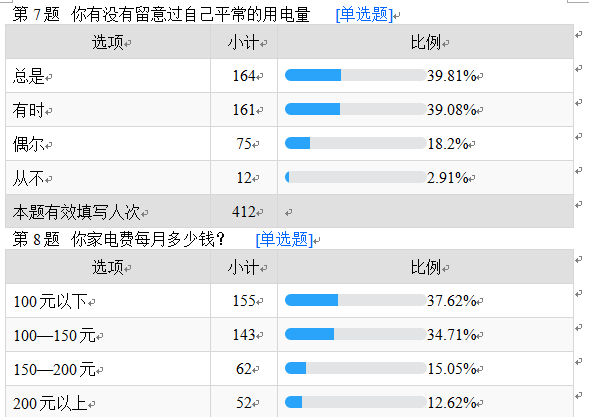 第 7 题 你有没有留意过自己平常的用电量 [单选题]
选项 小计 比例
总是 164 39.81%
有时 161 39.08%
偶尔 75 18.2%
从不 12 2.91%
本题有效填写人次 412
第 8 题 你家电费每月多少钱？ [单选题]
选项 小计 比例
100 元以下 155 37.62%
100—150 元 143 34.71%
150—200 元 62 15.05%
200 元以上 52 12.62%